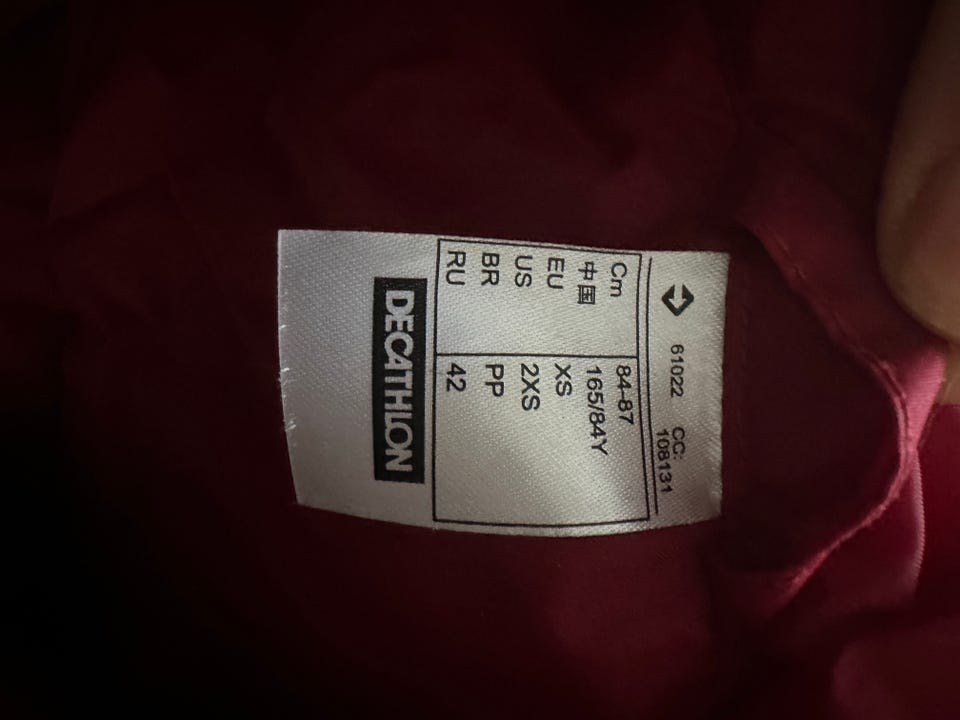 61022 CC:
108131
Cm 84-87
中国 165/84Y
EU XS
US 2XS
BR PP
RU 42
DECATHLON